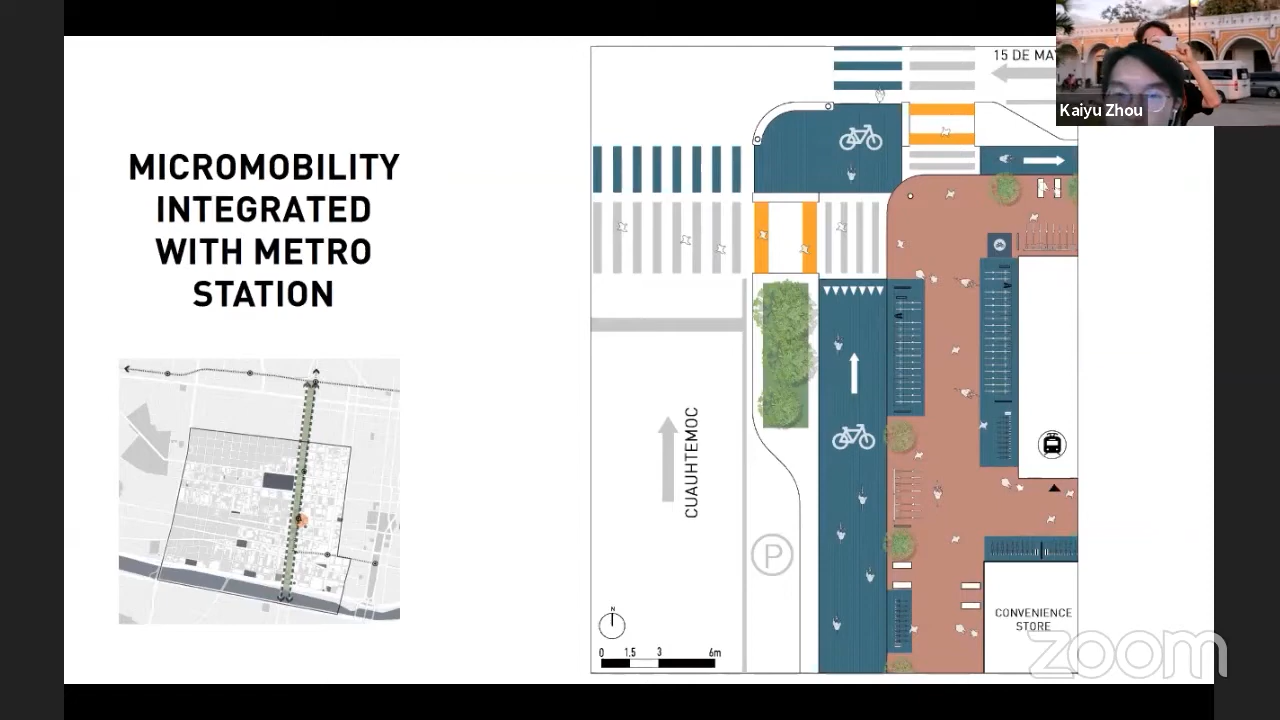 MICROMOBILITY
INTEGRATED
WITH METRO
STATION
15 DE MA
Kaiyu Zhou
CUAUHTEMOC
P
N
0 1,5 3 6m
CONVENIENCE
STORE
zoom